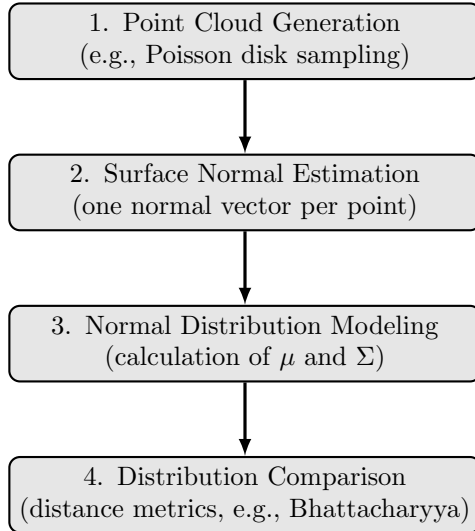 1. Point Cloud Generation
(e.g., Poisson disk sampling)
2. Surface Normal Estimation
(one normal vector per point)
3. Normal Distribution Modeling
(calculation of μ and Σ)
4. Distribution Comparison
(distance metrics, e.g., Bhattacharyya)